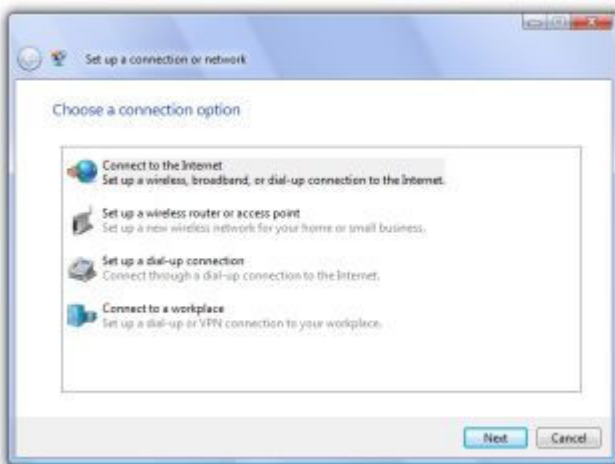 Set up a connection or network
Choose a connection option
Connect to the Internet
Set up a wireless, broadband, or dial-up connection to the Internet.
Set up a wireless router or access point
Set up a new wireless network for your home or small business.
Set up a dial-up connection
Connect through a dial-up connection to the Internet.
Connect to a workplace
Set up a dial-up or VPN connection to your workplace.
Next
Cancel